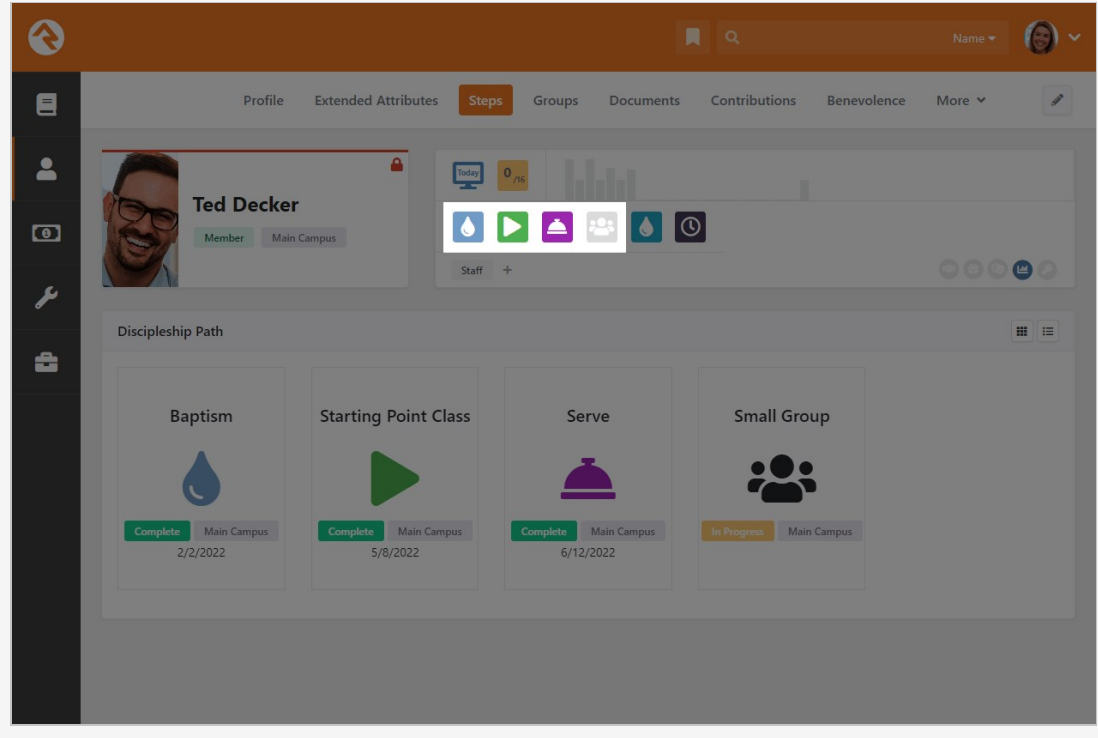 Name
Profile Extended Attributes Steps Groups Documents Contributions Benevolence More
Today 0 /16
Ted Decker
Member Main Campus
Staff +
Discipleship Path
Baptism Starting Point Class Serve Small Group
Complete Main Campus Complete Main Campus Complete Main Campus In Progress Main Campus
2/2/2022 5/8/2022 6/12/2022